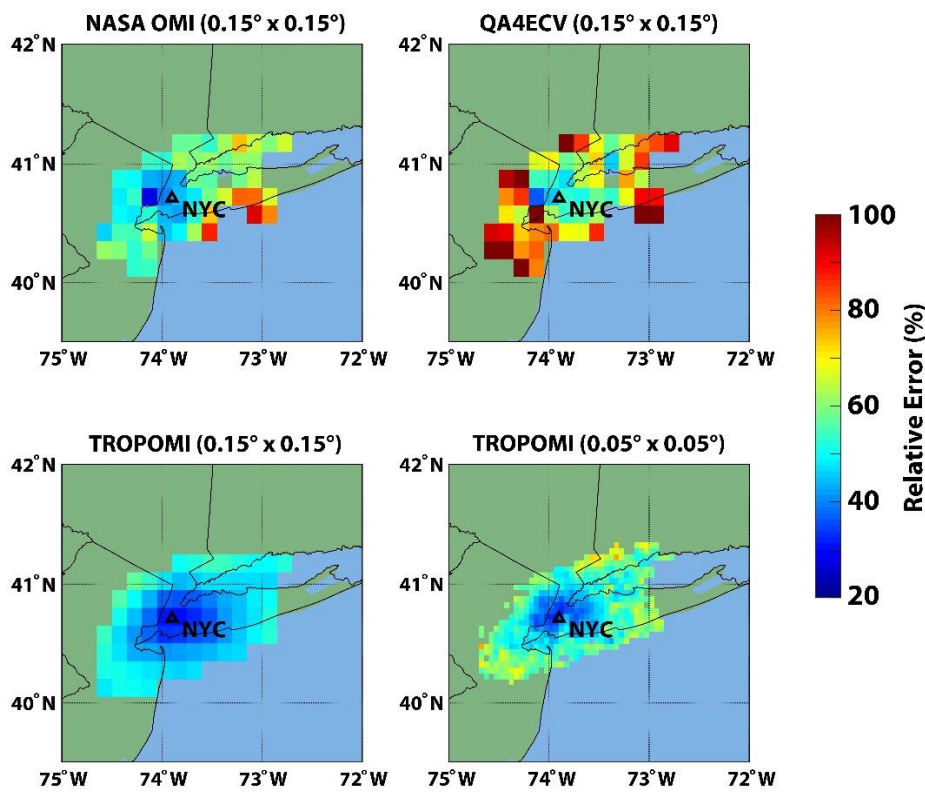 NASA OMI (0.15° x 0.15°)
QA4ECV (0.15° x 0.15°)
42°N
41°N
40°N
NYC
75°W
74°W
73°W
72°W
42°N
41°N
40°N
NYC
75°W
74°W
73°W
72°W
100
80
60
40
20
Relative Error (%)
TROPOMI (0.15° x 0.15°)
TROPOMI (0.05° x 0.05°)
42°N
41°N
40°N
NYC
75°W
74°W
73°W
72°W
42°N
41°N
40°N
NYC
75°W
74°W
73°W
72°W